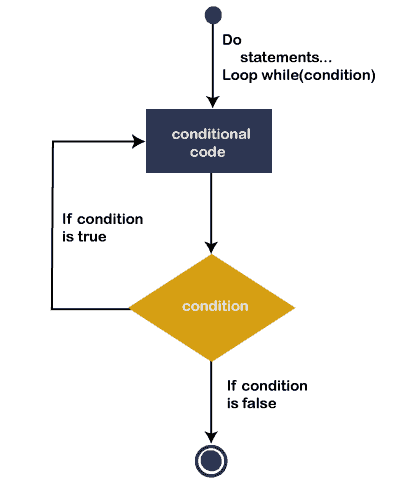 Do
statements...
Loop while(condition)
conditional
code
If condition
is true
condition
If condition
is false